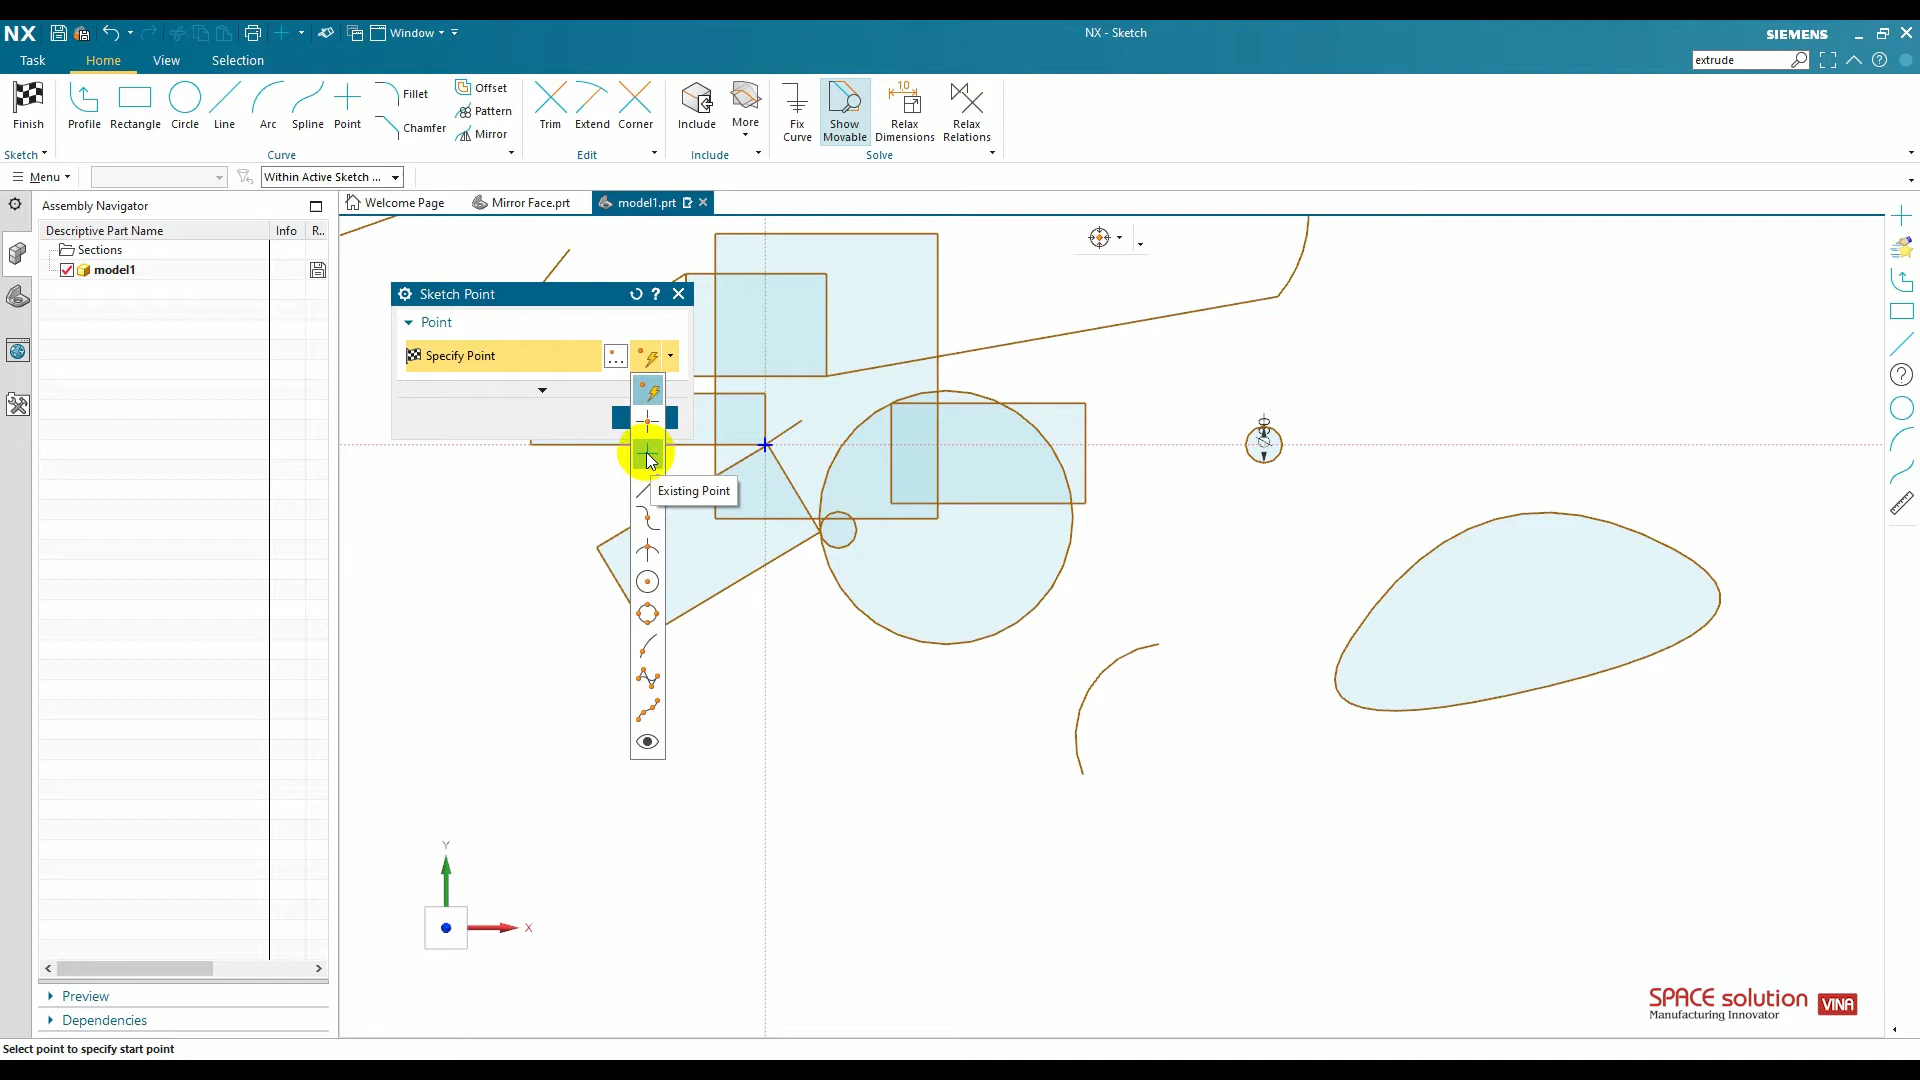 NX
Window
NX - Sketch
SIEMENS
Task
Home
View
Selection
extrude
Finish
Profile
Rectangle
Circle
Line
Arc
Spline
Point
Fillet
Chamfer
Offset
Pattern
Mirror
Trim
Extend
Corner
Include
More
Fix
Curve
Show
Movable
1,0
Relax
Dimensions
Relax
Relations
Sketch
Curve
Edit
Include
Solve
Menu
Within Active Sketch ...
Assembly Navigator
Welcome Page
Mirror Face.prt
model1.prt
Descriptive Part Name
Info
R..
Sections
model1
Sketch Point
Point
Specify Point
Existing Point
Y
X
Preview
Dependencies
SPACE solution VINA
Manufacturing Innovator
Select point to specify start point